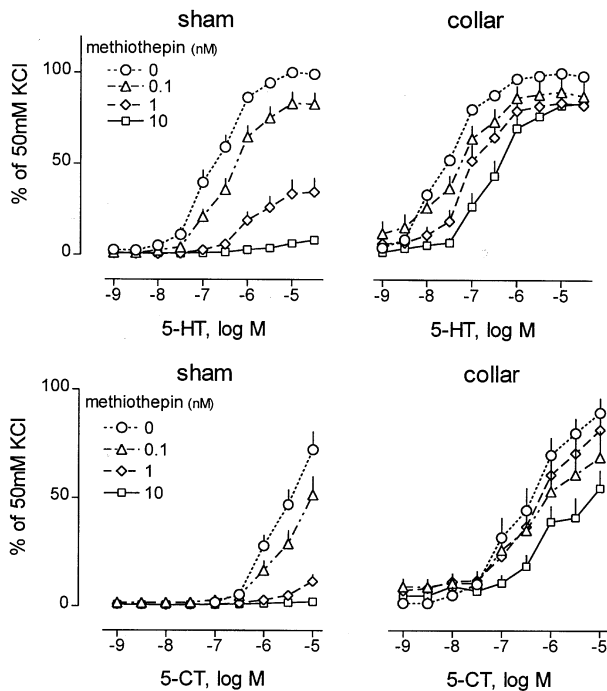 sham
collar
methiothepin (nM)
0
0.1
1
10
100
50
0
% of 50mM KCl
-9 -8 -7 -6 -5
-9 -8 -7 -6 -5
5-HT, log M
5-HT, log M
sham
collar
methiothepin (nM)
0
0.1
1
10
100
50
0
% of 50mM KCl
-9 -8 -7 -6 -5
-9 -8 -7 -6 -5
5-CT, log M
5-CT, log M